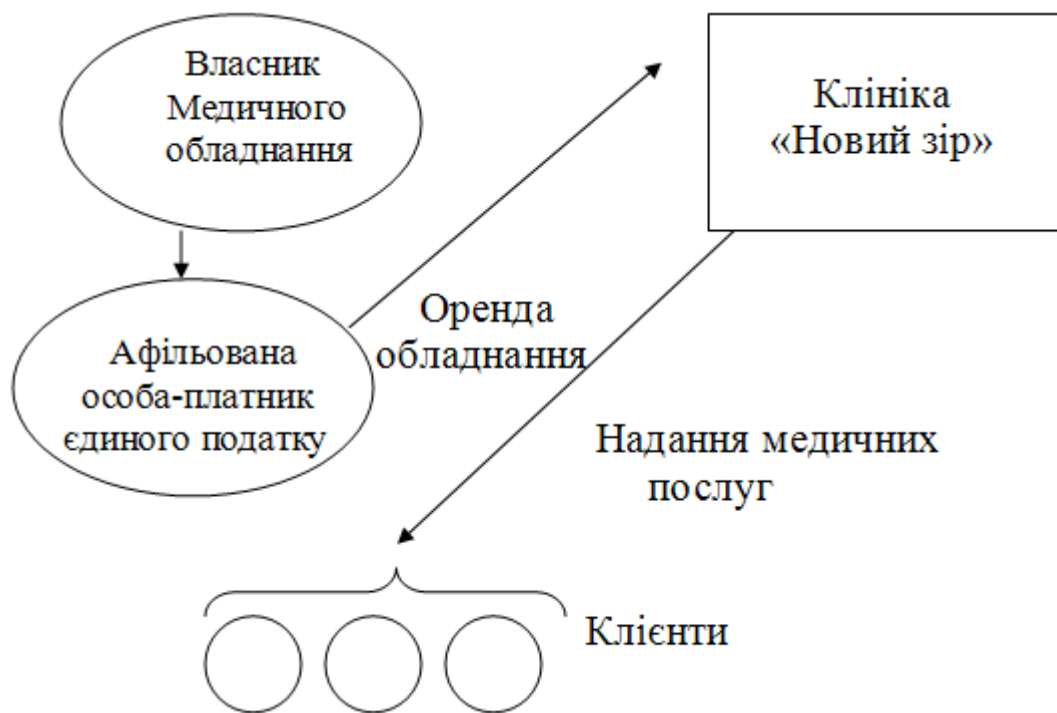 Власник
Медичного
обладнання
Клініка
«Новий зір»
Афільована
особа-платник
єдиного податку
Оренда
обладнання
Надання медичних
послуг
Клієнти